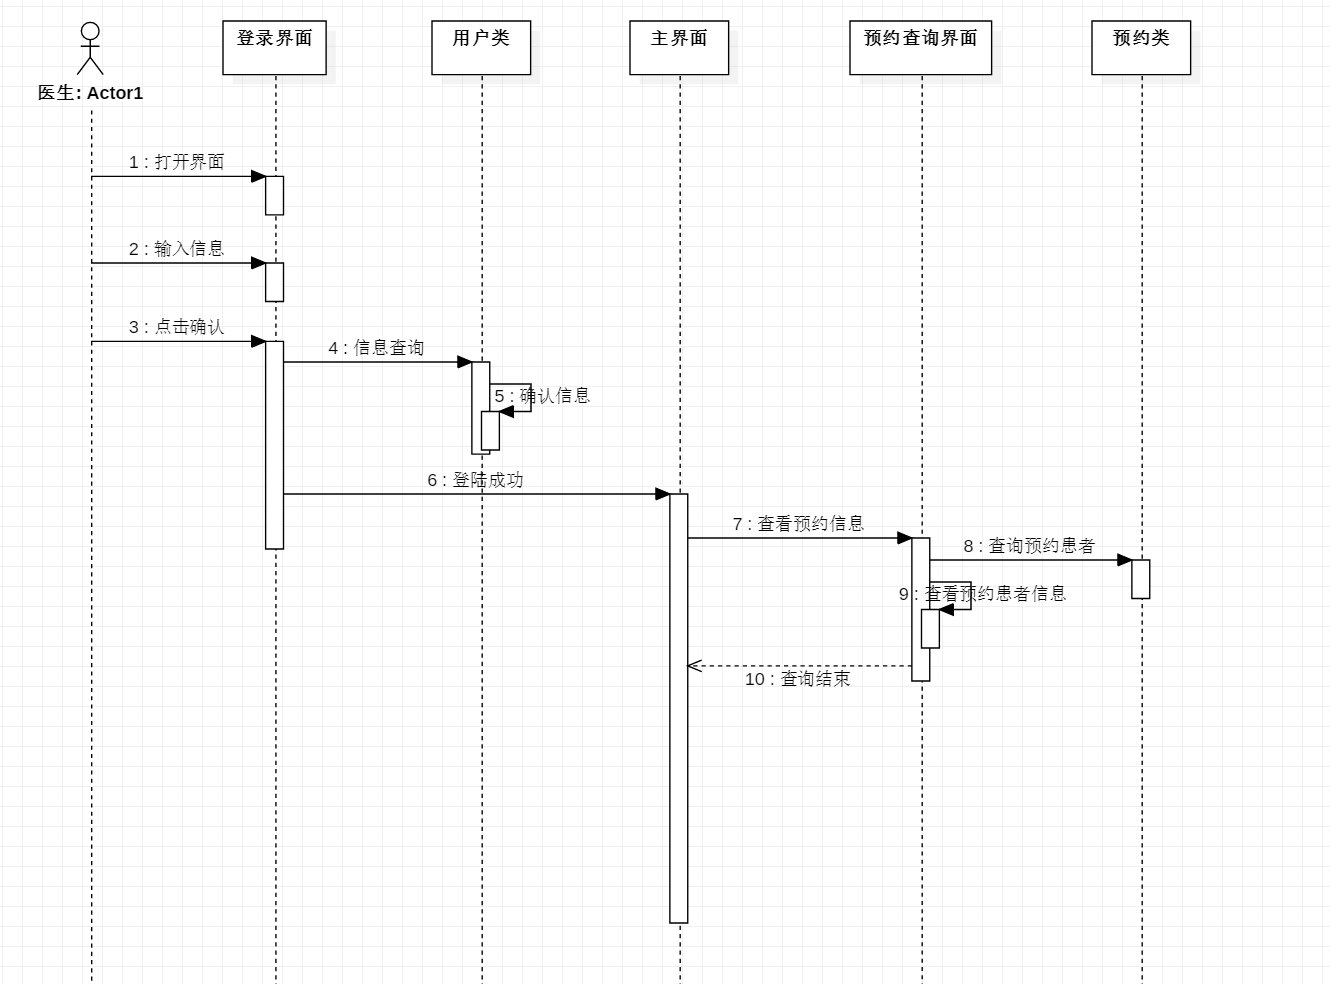 登录界面
用户类
主界面
预约查询界面
预约类
医生: Actor1
1 : 打开界面
2 : 输入信息
3 : 点击确认
4 : 信息查询
5 : 确认信息
6 : 登陆成功
7 : 查看预约信息
8 : 查询预约患者
9 : 查看预约患者信息
10 : 查询结束